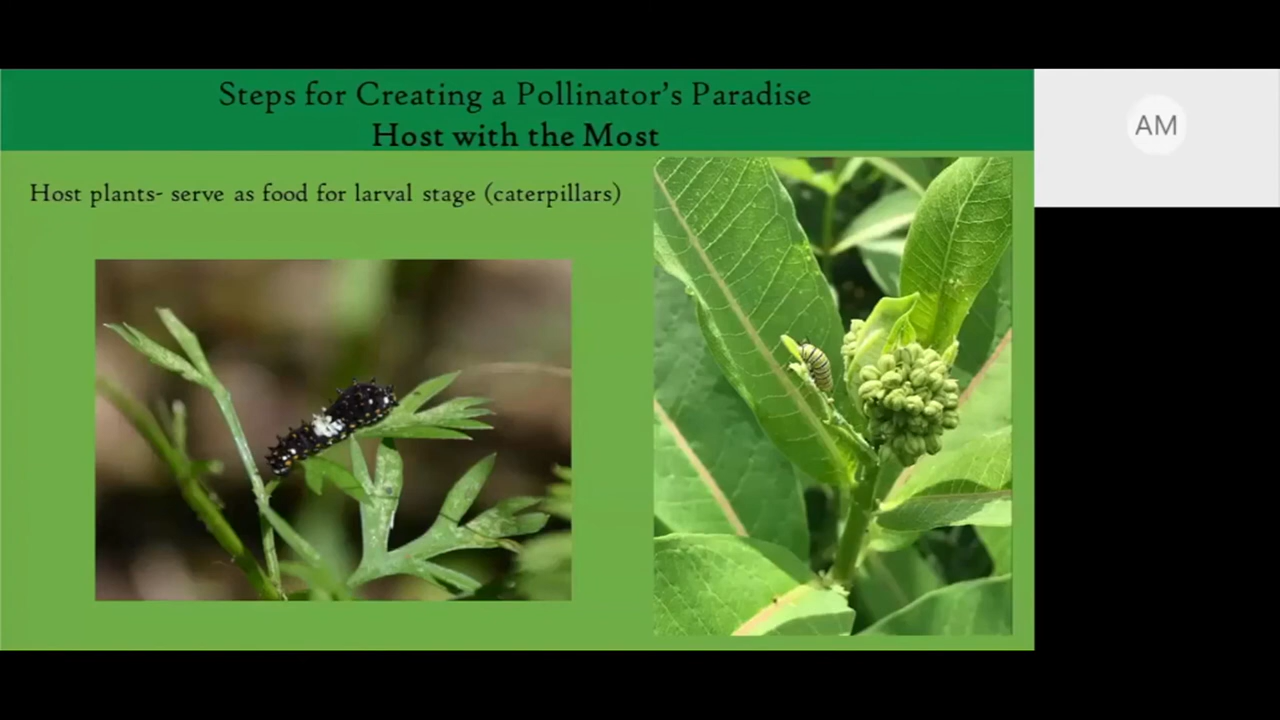 Steps for Creating a Pollinator's Paradise
Host with the Most
Host plants- serve as food for larval stage (caterpillars)
AM